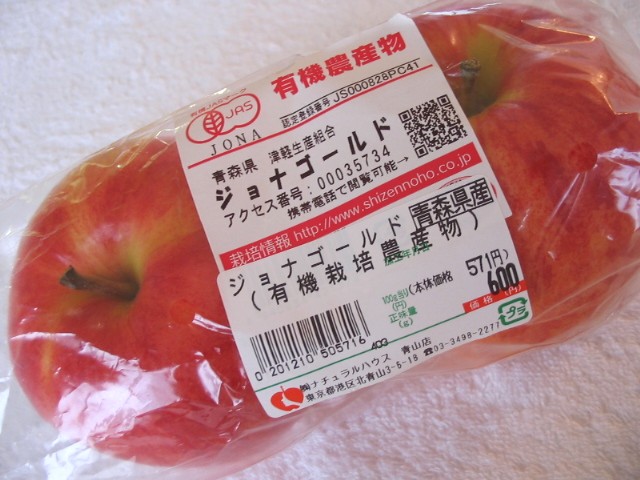 有機農産物
認定登録番号 JS000828PC41
JAS
JONA
青森県 津軽生産組合
ジョナゴールド
アクセス番号:00035734
携帯電話で閲覧可能→
栽培情報 http://www.shizennoho.co.jp
ジョナゴールド 青森県産
(有機栽培農産物)
100g当り(円)
正味量(g)
(本体価格 571円)
価格 600(円)
0 201210 505716
40G
㈱ナチュラルハウス 青山店
東京都港区北青山3-6-18 ☎03-3498-2277